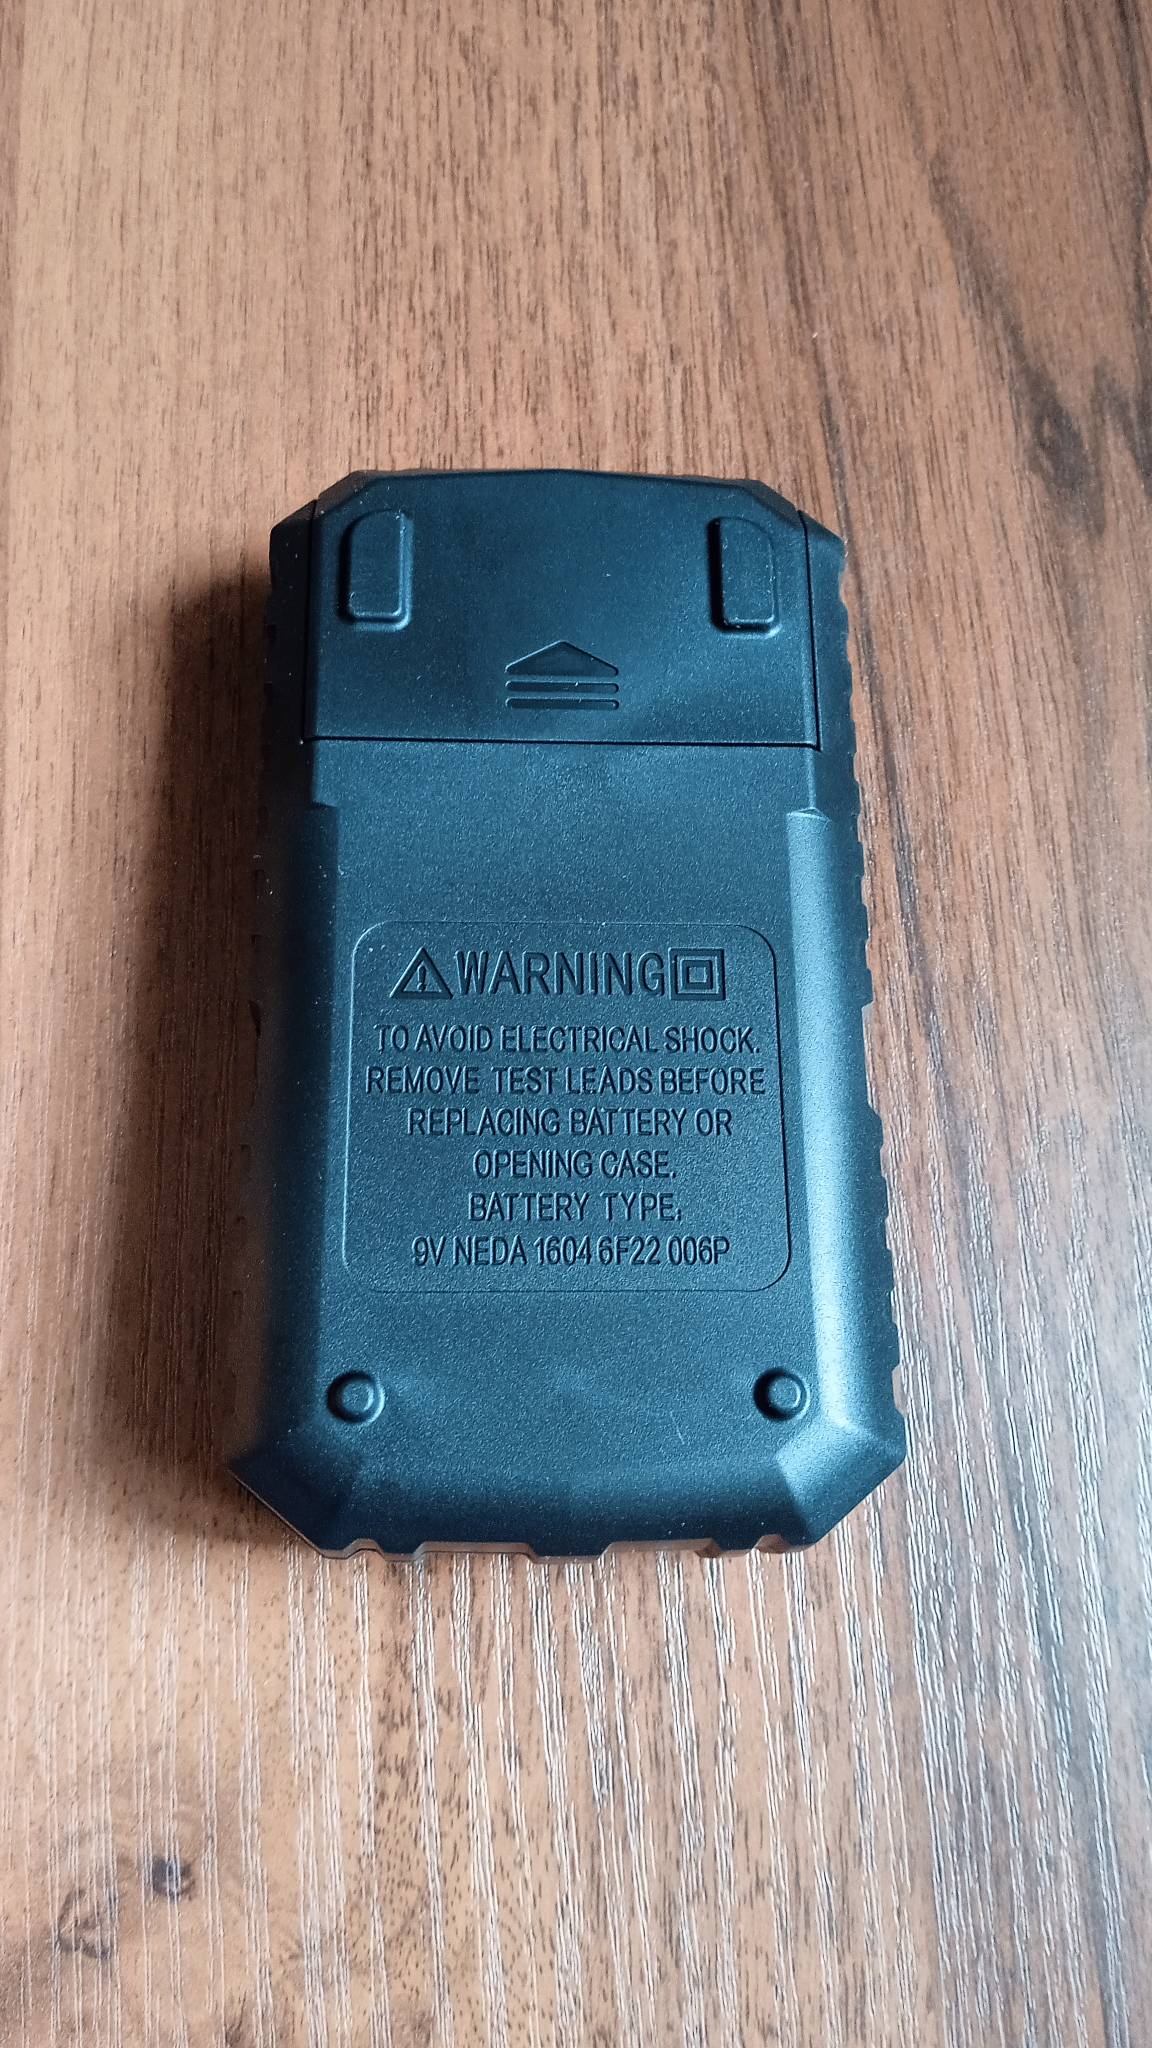 WARNING
TO AVOID ELECTRICAL SHOCK.
REMOVE TEST LEADS BEFORE
REPLACING BATTERY OR
OPENING CASE.
BATTERY TYPE:
9V NEDA 1604 6F22 006P